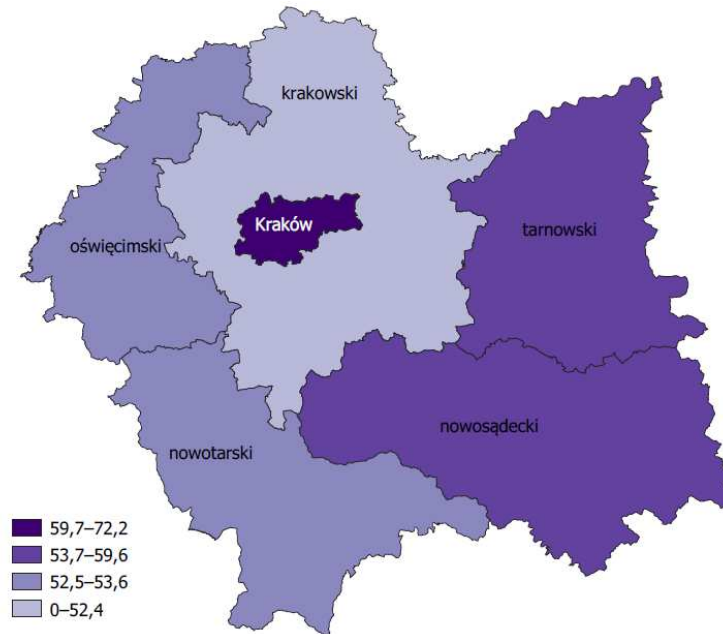 krakowski
Kraków
oświęcimski
tarnowski
nowotarski
nowosądecki
59,7–72,2
53,7–59,6
52,5–53,6
0–52,4